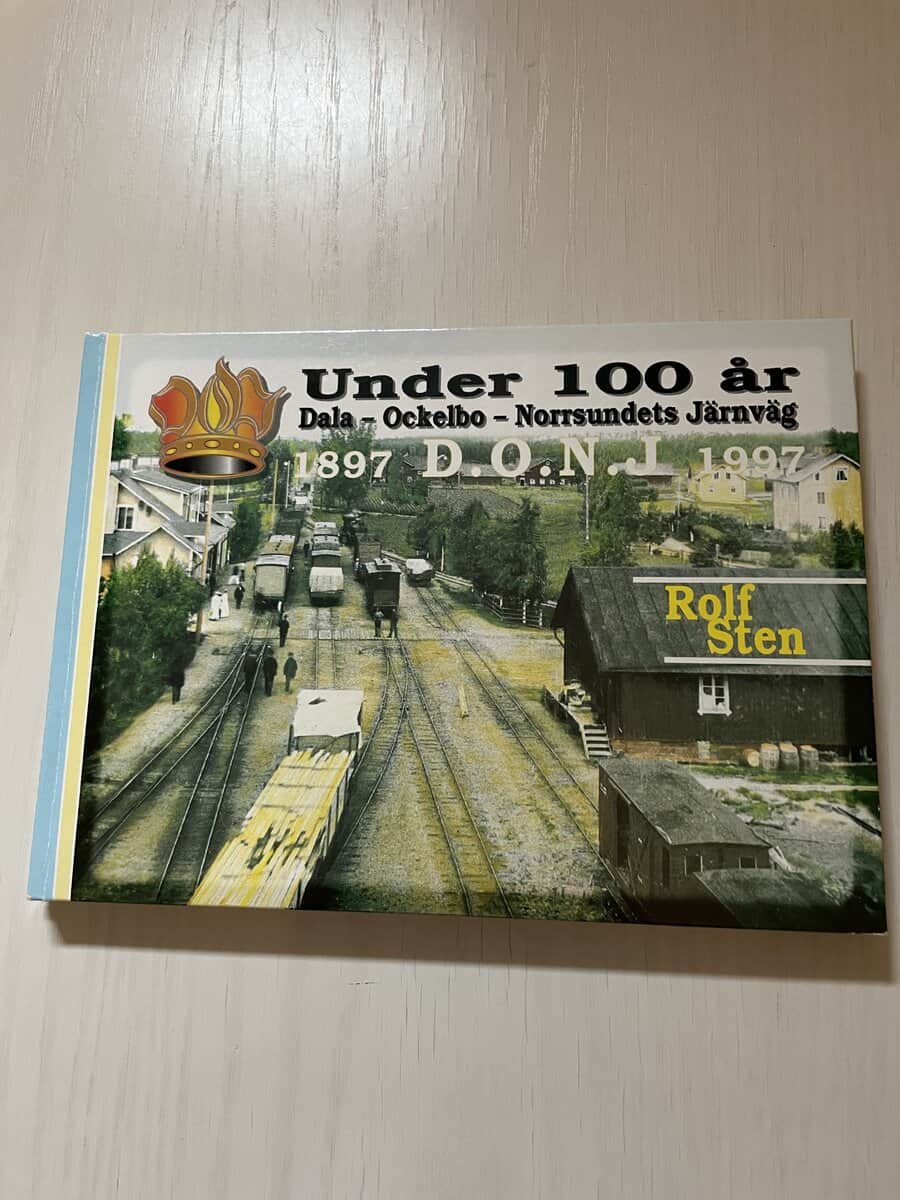 Under 100 år
Dala - Ockelbo - Norrsundets Järnväg
1897 D.O.N.J 1997
Rolf
Sten